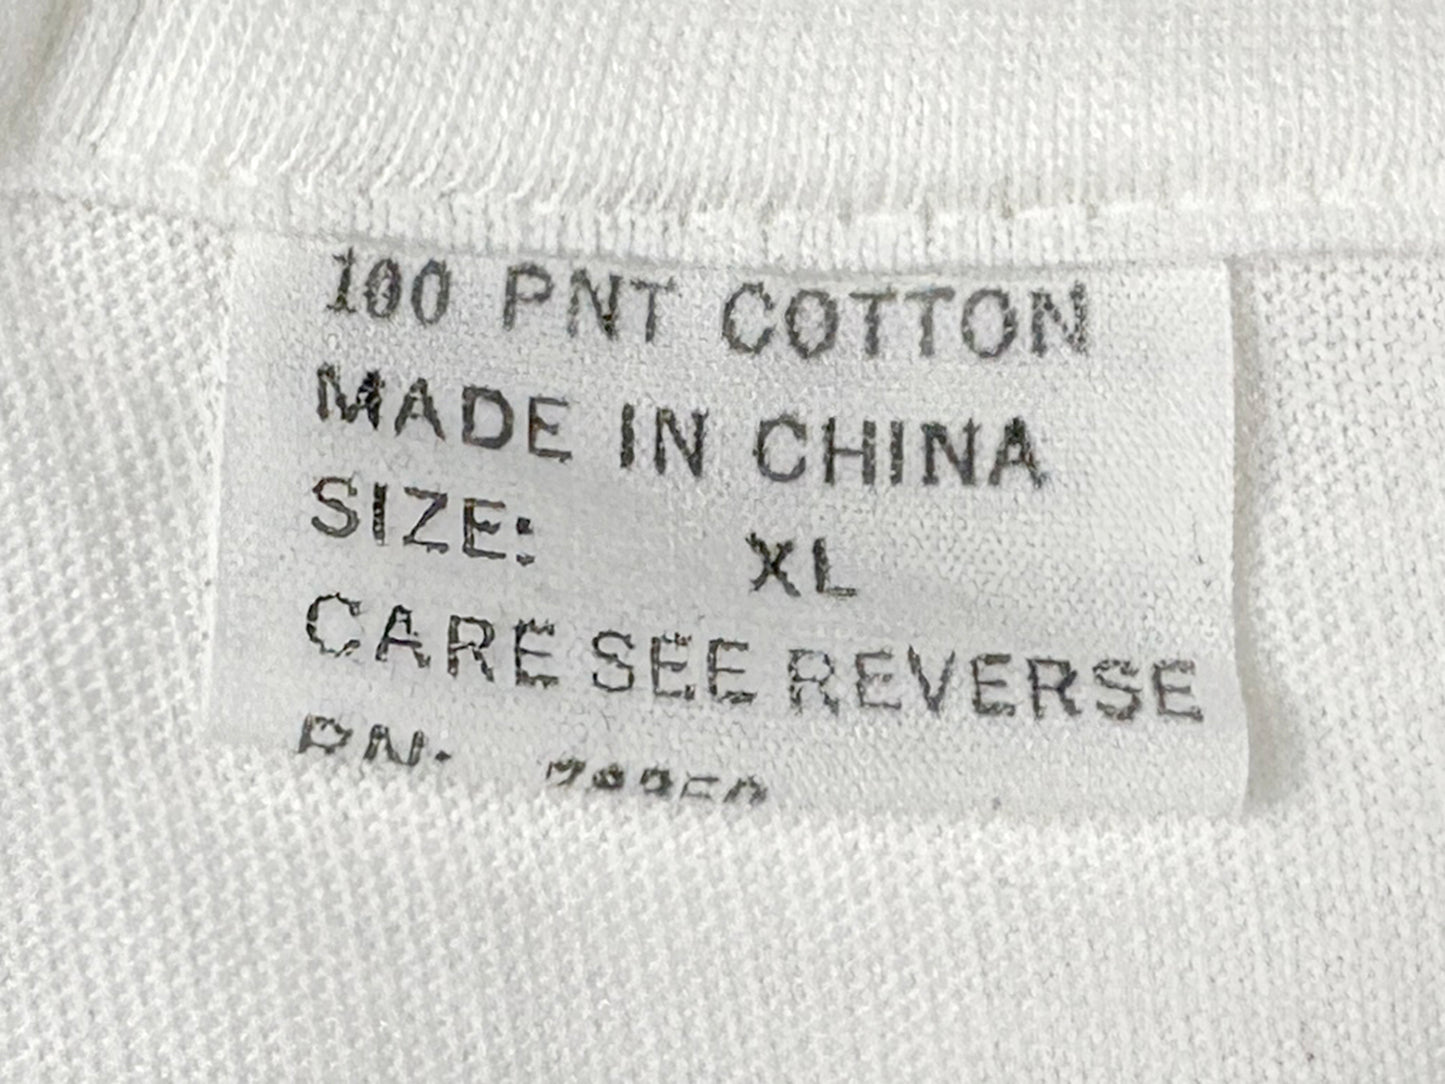 100 PNT COTTON
MADE IN CHINA
SIZE: XL
CARE SEE REVERSE